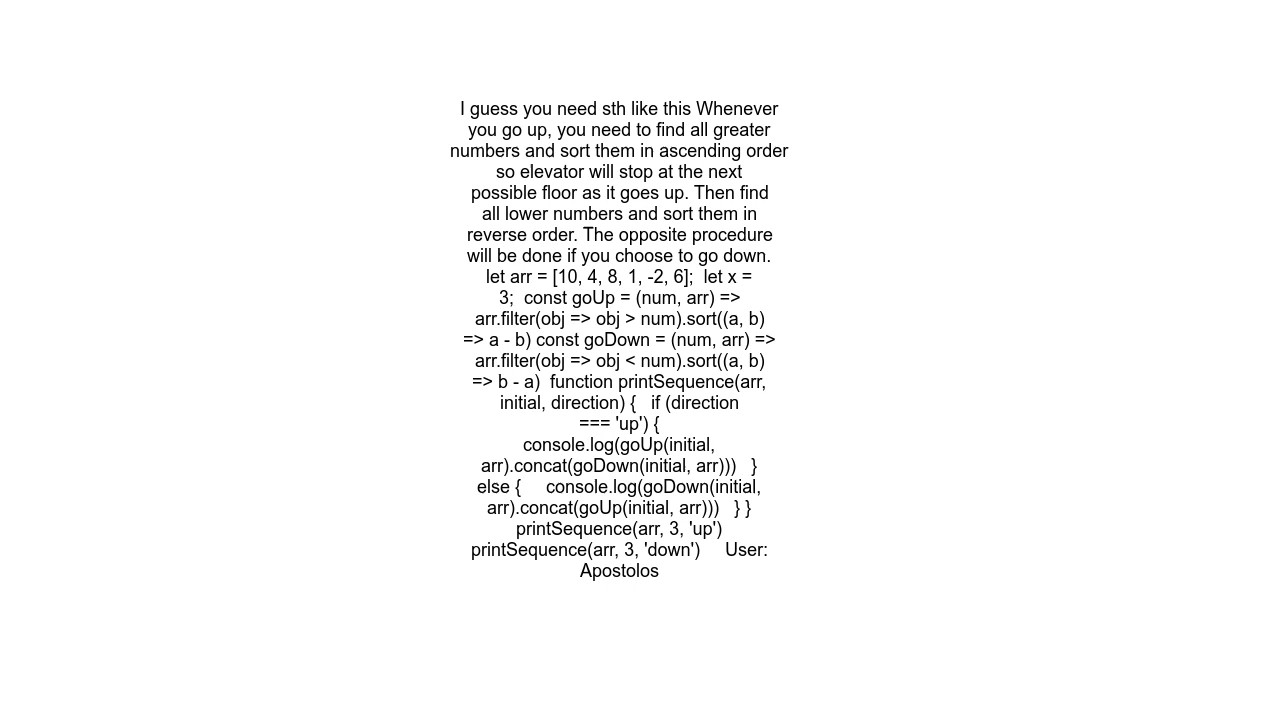 I guess you need sth like this Whenever
you go up, you need to find all greater
numbers and sort them in ascending order
so elevator will stop at the next
possible floor as it goes up. Then find
all lower numbers and sort them in
reverse order. The opposite procedure
will be done if you choose to go down.
let arr = [10, 4, 8, 1, -2, 6];  let x =
3;  const goUp = (num, arr) =>
arr.filter(obj => obj > num).sort((a, b)
=> a - b) const goDown = (num, arr) =>
arr.filter(obj => obj < num).sort((a, b)
=> b - a)  function printSequence(arr,
initial, direction) {   if (direction
=== 'up') {
console.log(goUp(initial,
arr).concat(goDown(initial, arr)))   }
else {     console.log(goDown(initial,
arr).concat(goUp(initial, arr)))   } }
printSequence(arr, 3, 'up')
printSequence(arr, 3, 'down')     User:
Apostolos